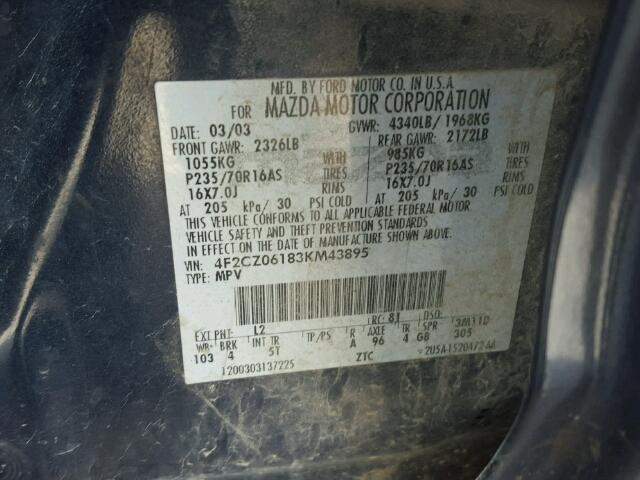 MFD. BY FORD MOTOR CO. IN U.S.A
FOR MAZDA MOTOR CORPORATION
DATE: 03/03 GVWR: 4340LB/ 1968KG
FRONT GAWR: 2326LB REAR GAWR: 2172LB
1055KG WITH 985KG WITH
P235/70R16AS TIRES P235/70R16AS TIRES
16X7.0J RIMS 16X7.0J RIMS
AT 205 kPa/ 30 PSI COLD AT 205 kPa/ 30 PSI COLD
THIS VEHICLE CONFORMS TO ALL APPLICABLE FEDERAL MOTOR
VEHICLE SAFETY AND THEFT PREVENTION STANDARDS
IN EFFECT ON THE DATE OF MANUFACTURE SHOWN ABOVE.
VIN: 4F2CZ06183KM43895
TYPE: MPV
EXT PNT: L2 RC: 81 DSO:
WB BRK INT TR TP/PS R AXLE TR SPR
103 4 5T A 96 4 GB 305
1200303137225 ZTC